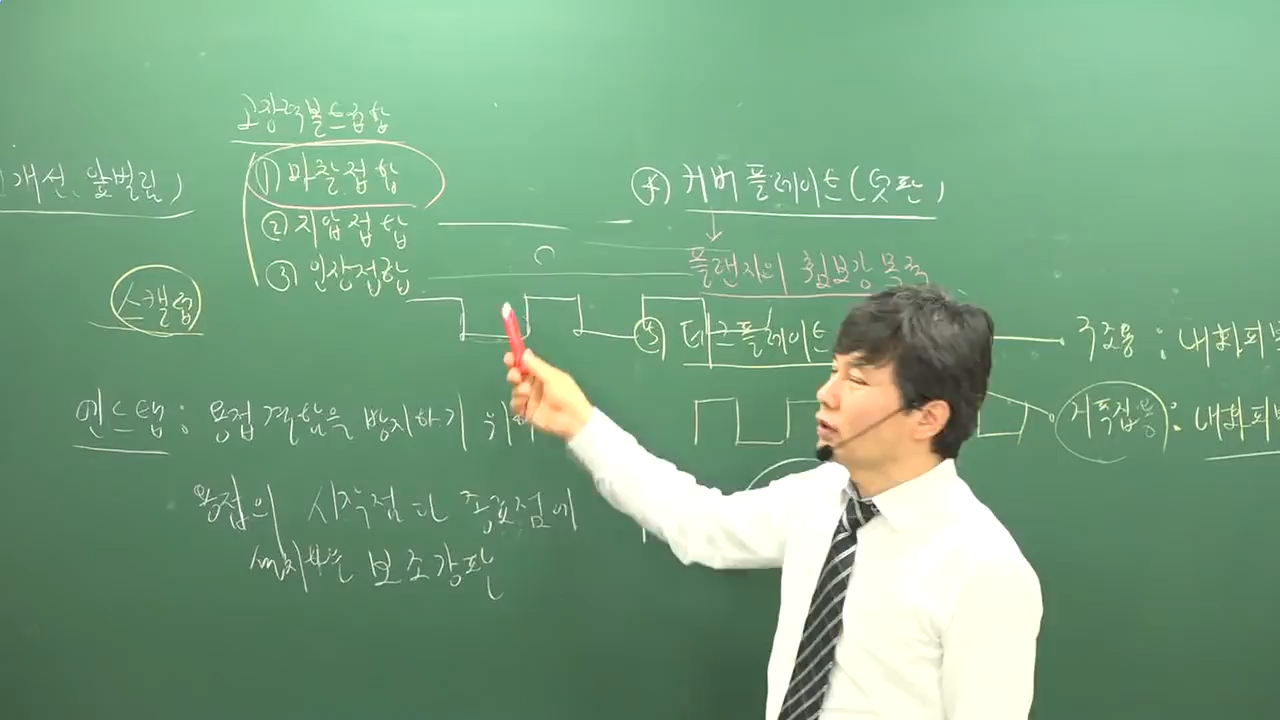 고장력볼트접합
① 마찰접합
② 지압접합
③ 인장접합
개선, 앞벌림)
스캘럽
엔드탭 : 용접결함을 방지하기 위해
용접의 시작점과 종료점에
설치하는 보조강판
④ 커버 플레이트(덧판)
플랜지의 휨보강 목적
⑤ 데크플레이트
구조용 : 내화피
거푸집용 : 내화피